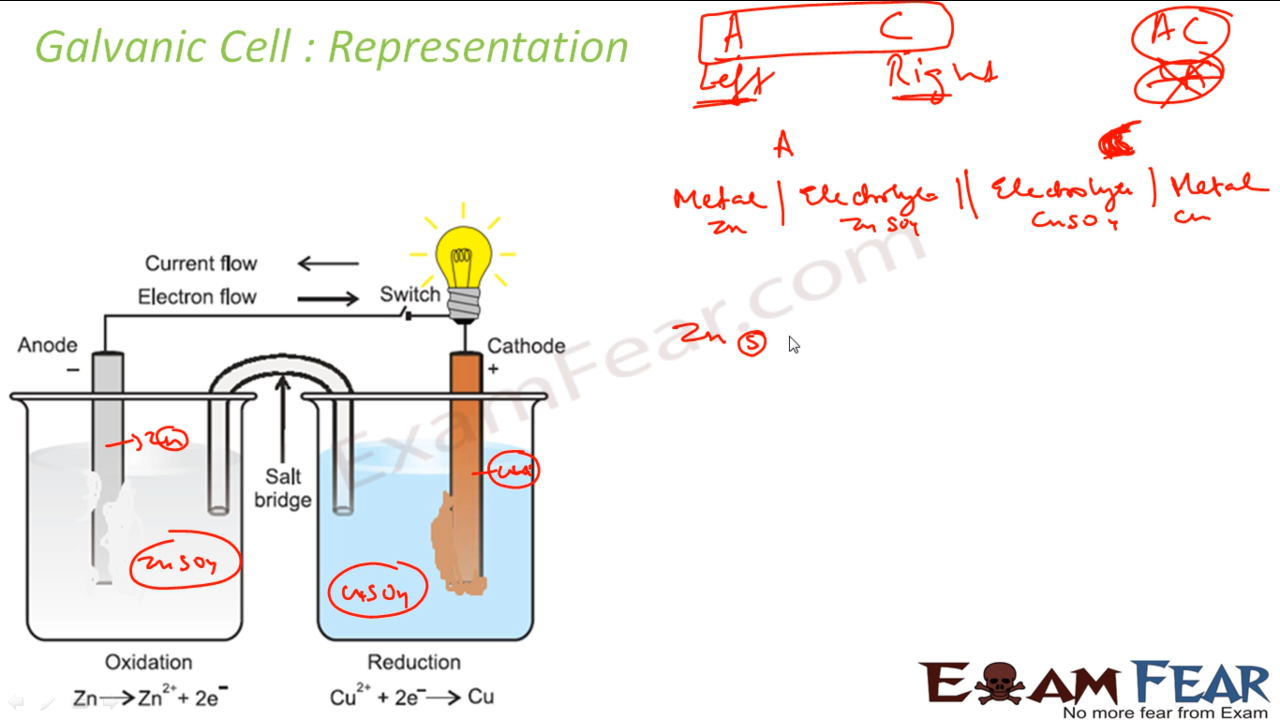 Galvanic Cell : Representation
A C
Left Right
AC
CA
A
Metal | Electrolyte || Electrolyte | Metal
Zn ZnSO4 CuSO4 Cu
Zn (s)
Current flow
Electron flow
Switch
Anode
−
Cathode
+
Zn
Salt
bridge
ZnSO4
CuSO4
Oxidation
Zn→Zn2+ + 2e−
Reduction
Cu2+ + 2e−→ Cu
ExamFear.com
EXAM FEAR
No more fear from Exam